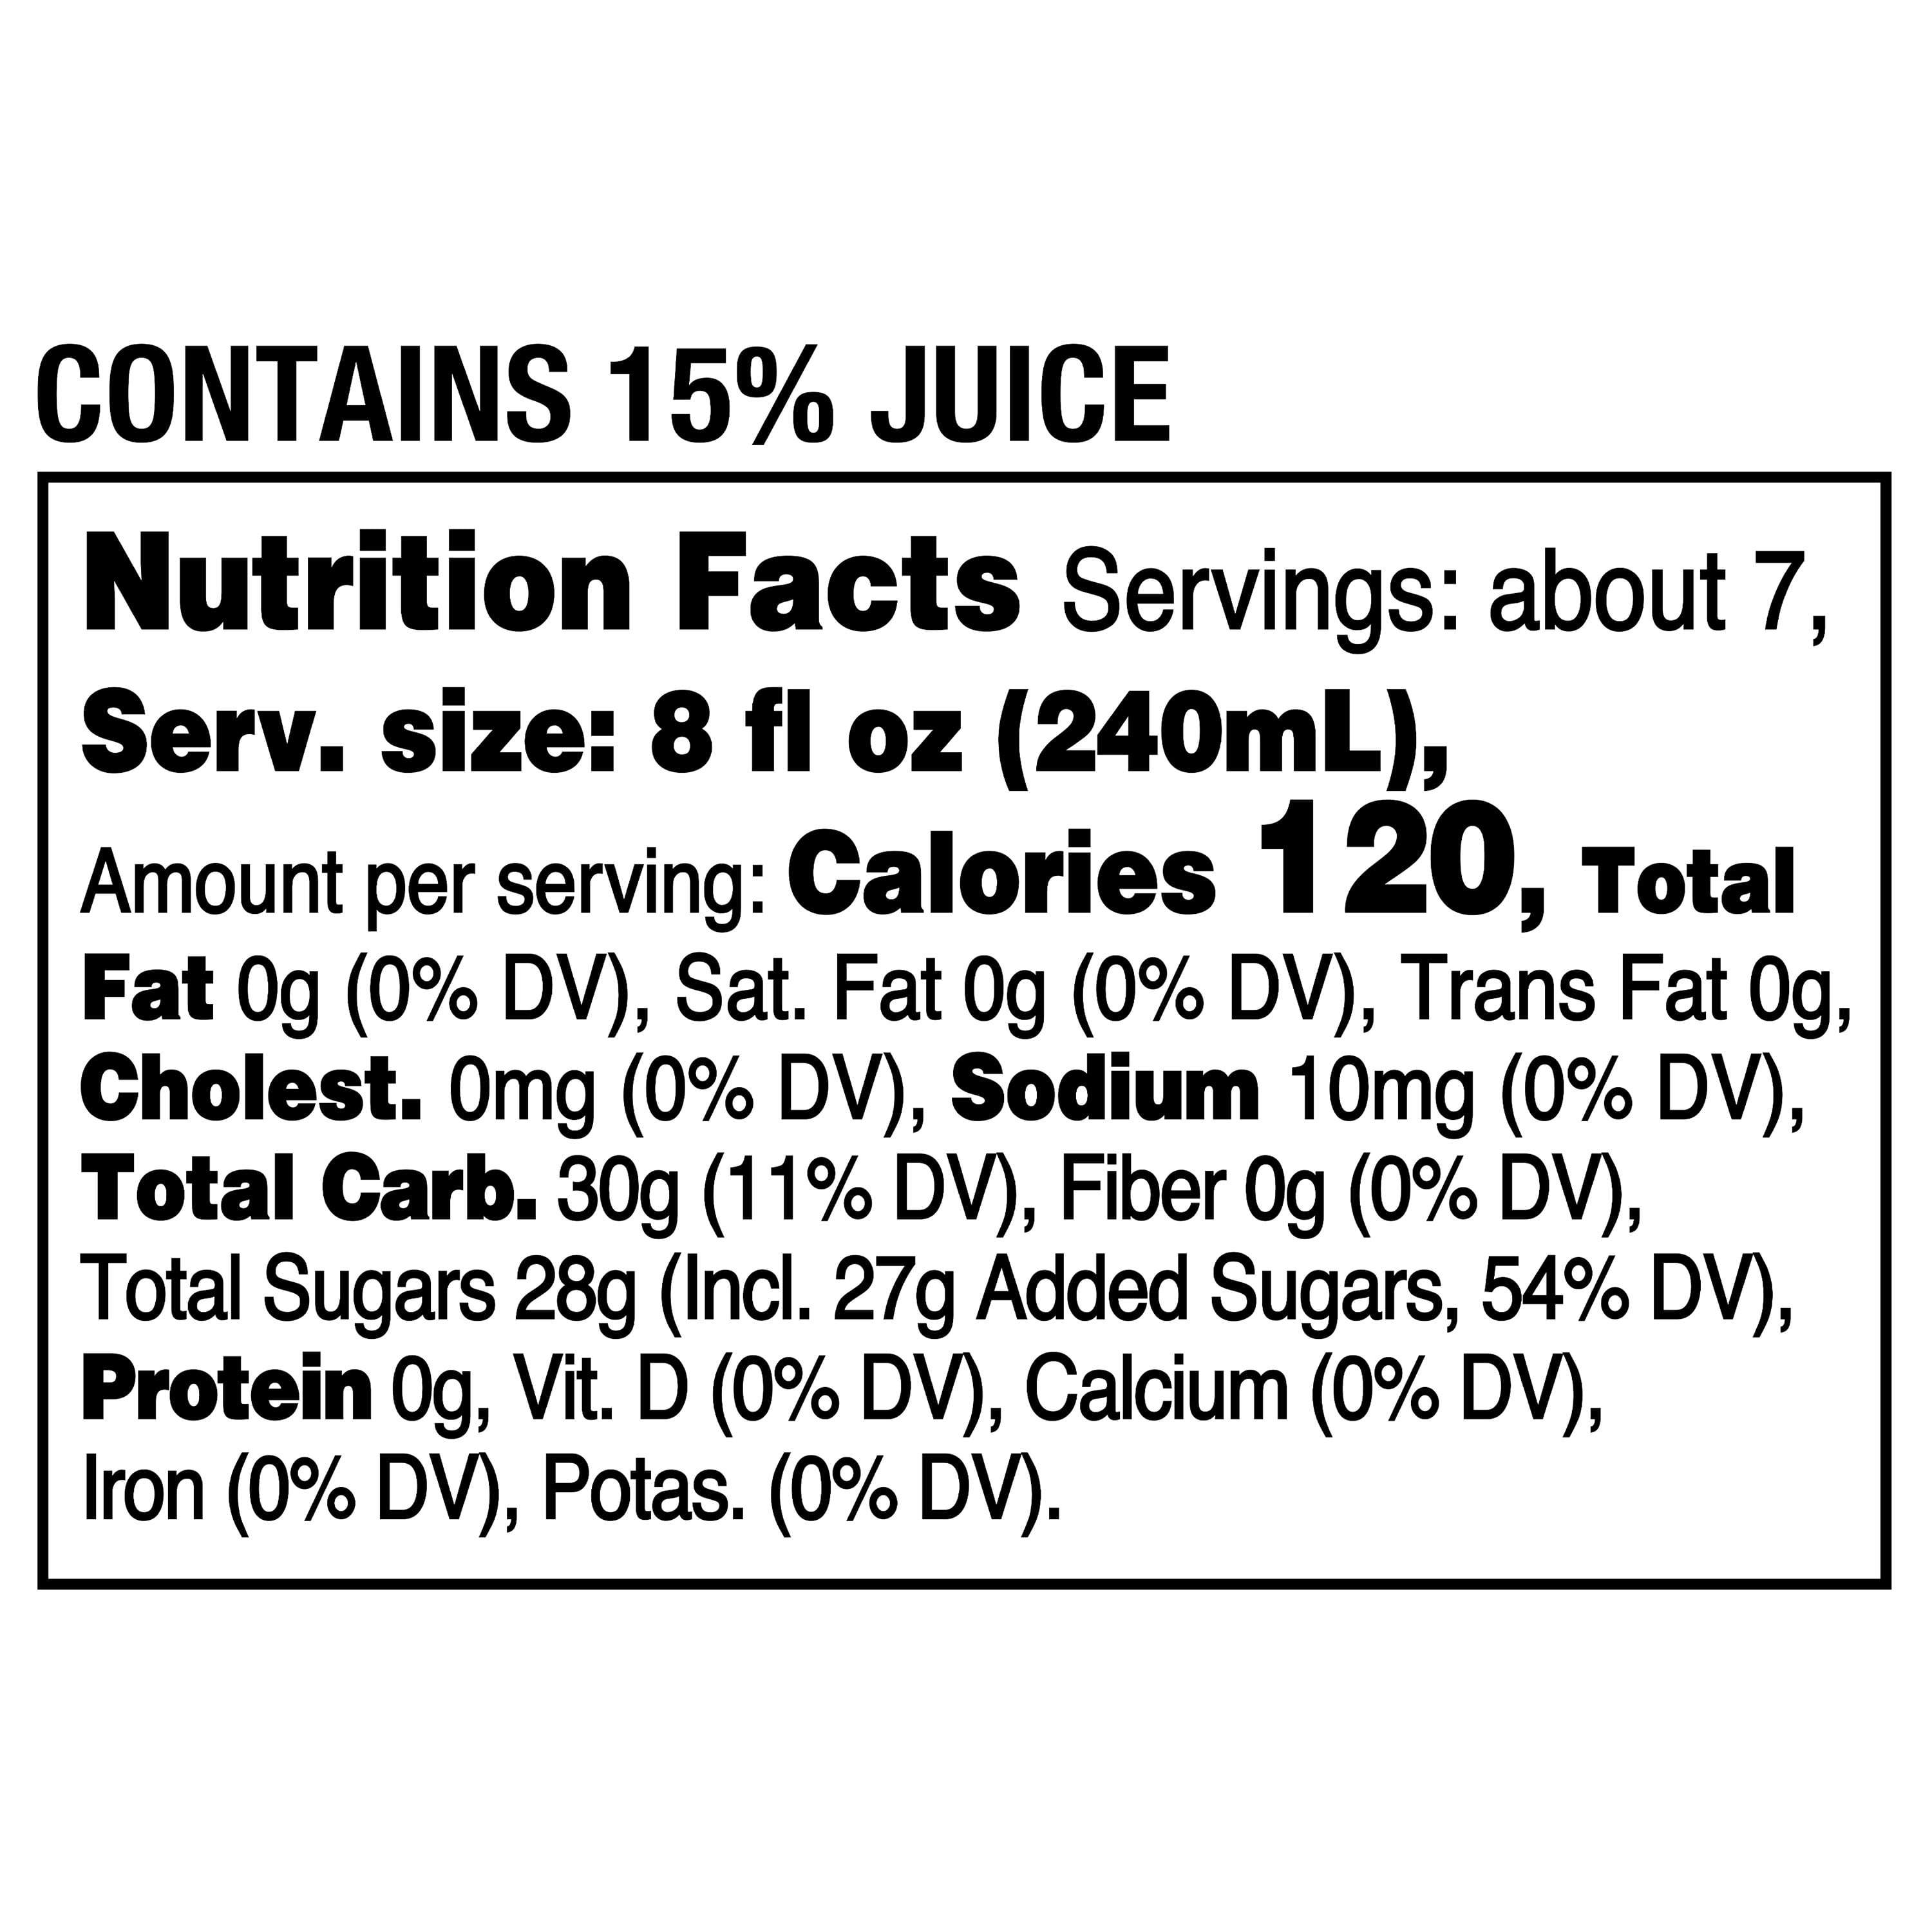 CONTAINS 15% JUICE
Nutrition Facts Servings: about 7,
Serv. size: 8 fl oz (240mL),
Amount per serving: Calories 120, Total
Fat 0g (0% DV), Sat. Fat 0g (0% DV), Trans Fat 0g,
Cholest. 0mg (0% DV), Sodium 10mg (0% DV),
Total Carb. 30g (11% DV), Fiber 0g (0% DV),
Total Sugars 28g (Incl. 27g Added Sugars, 54% DV),
Protein 0g, Vit. D (0% DV), Calcium (0% DV),
Iron (0% DV), Potas. (0% DV).